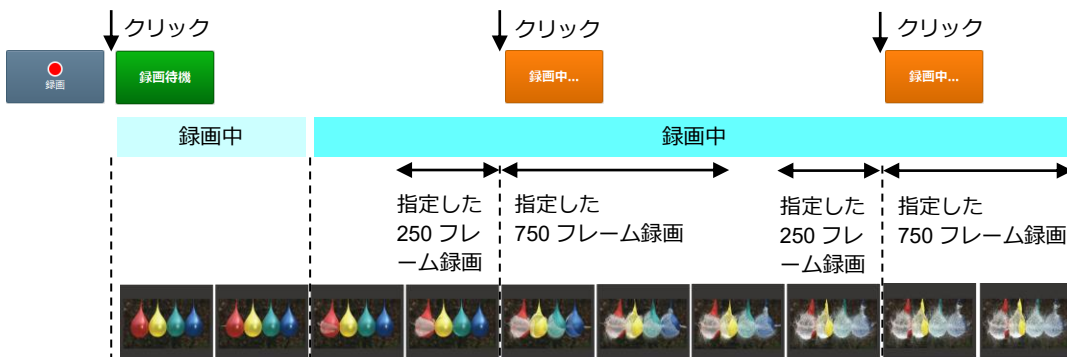 クリック
クリック
クリック
録画
録画待機
録画中...
録画中...
録画中
録画中
指定した
250 フレ
ーム録画
指定した
750 フレーム録画
指定した
250 フレ
ーム録画
指定した
750 フレーム録画